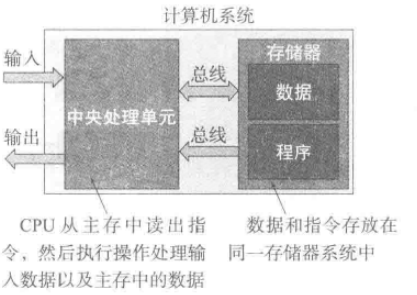 计算机系统
输入
输出
中央处理单元
总线
总线
存储器
数据
程序
CPU 从主存中读出指
令，然后执行操作处理输
入数据以及主存中的数据
数据和指令存放在
同一存储器系统中